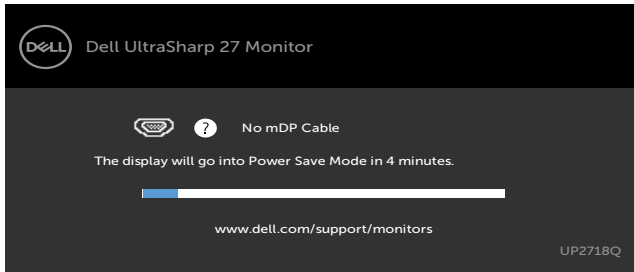 DELL Dell UltraSharp 27 Monitor
? No mDP Cable
The display will go into Power Save Mode in 4 minutes.
www.dell.com/support/monitors
UP2718Q